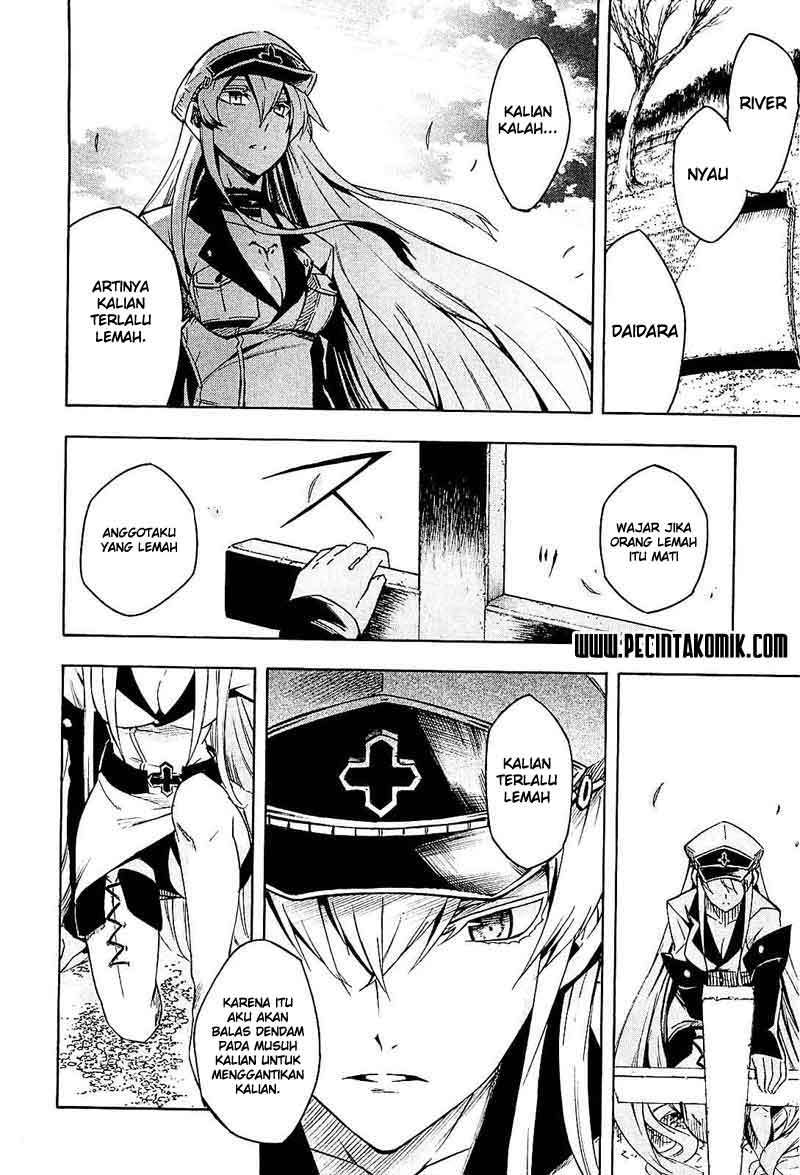 RIVER
NYAU
DAIDARA
KALIAN
KALAH...
ARTINYA
KALIAN
TERLALU
LEMAH.
WAJAR JIKA
ORANG LEMAH
ITU MATI
ANGGOTAKU
YANG LEMAH
WWW.PECINTAKOMIK.COM
KALIAN
TERLALU
LEMAH
KARENA ITU
AKU AKAN
BALAS DENDAM
PADA MUSUH
KALIAN UNTUK
MENGGANTIKAN
KALIAN.